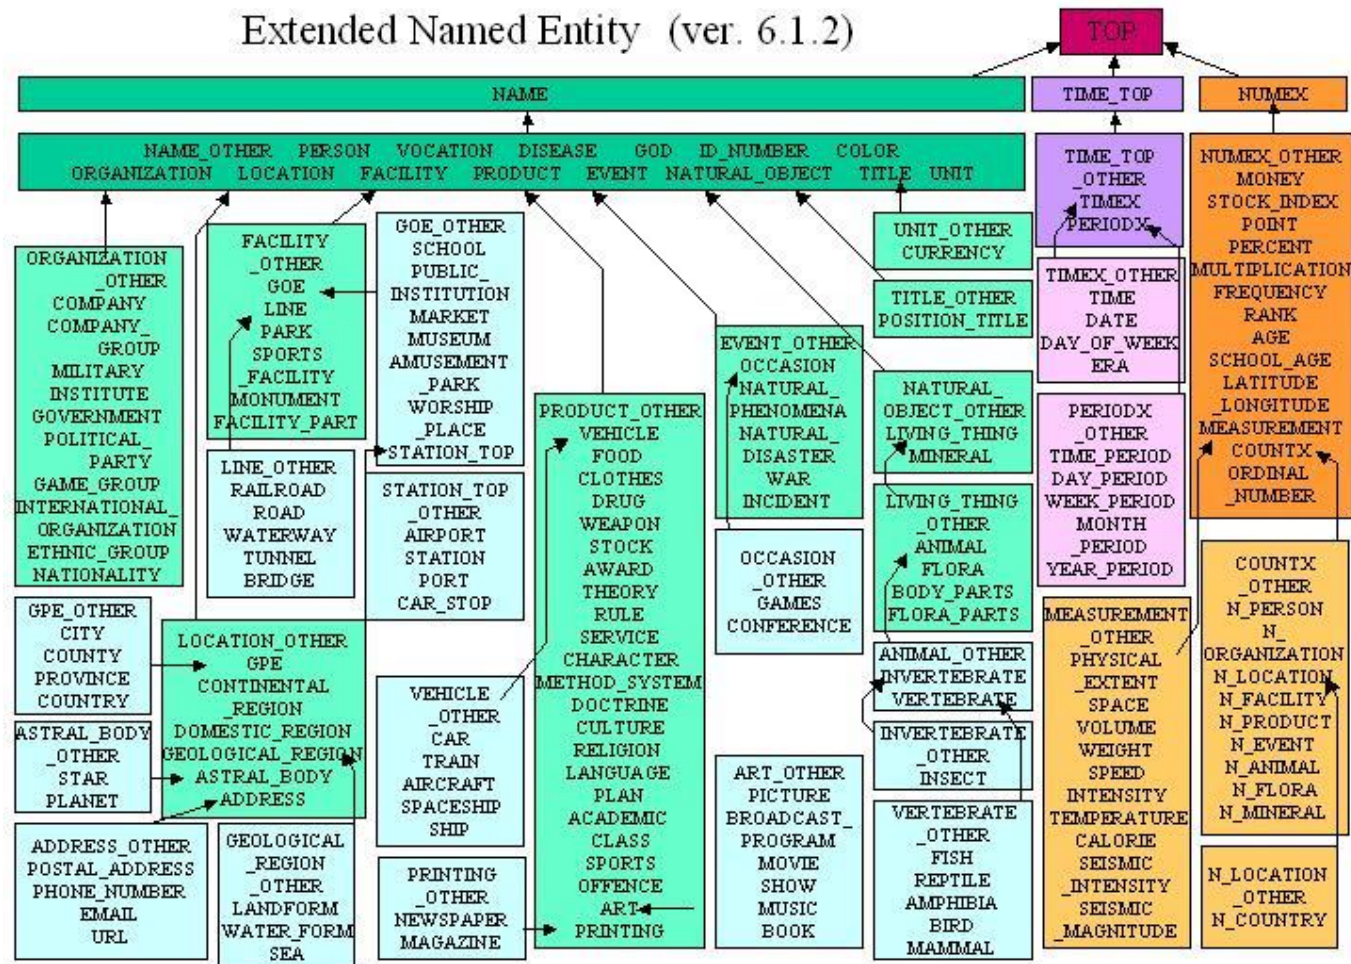 Extended Named Entity (ver. 6.1.2)
TOP
NAME
TIME_TOP
NUMEX
NAME_OTHER PERSON VOCATION DISEASE GOD ID_NUMBER COLOR
ORGANIZATION LOCATION FACILITY PRODUCT EVENT NATURAL_OBJECT TITLE UNIT
TIME_TOP
_OTHER
TIMEX
PERIODX
NUMEX_OTHER
MONEY
STOCK_INDEX
POINT
PERCENT
MULTIPLICATION
FREQUENCY
RANK
AGE
SCHOOL_AGE
LATITUDE
_LONGITUDE
MEASUREMENT
COUNTX
ORDINAL
_NUMBER
ORGANIZATION
_OTHER
COMPANY
COMPANY_
GROUP
MILITARY
INSTITUTE
GOVERNMENT
POLITICAL_
PARTY
GAME_GROUP
INTERNATIONAL_
ORGANIZATION
ETHNIC_GROUP
NATIONALITY
FACILITY
_OTHER
GOE
LINE
PARK
SPORTS
_FACILITY
MONUMENT
FACILITY_PART
GOE_OTHER
SCHOOL
PUBLIC_
INSTITUTION
MARKET
MUSEUM
AMUSEMENT
_PARK
WORSHIP
_PLACE
STATION_TOP
UNIT_OTHER
CURRENCY
TITLE_OTHER
POSITION_TITLE
TIMEX_OTHER
TIME
DATE
DAY_OF_WEEK
ERA
EVENT_OTHER
OCCASION
NATURAL_
PHENOMENA
NATURAL_
DISASTER
WAR
INCIDENT
NATURAL_
OBJECT_OTHER
LIVING_THING
MINERAL
PERIODX
_OTHER
TIME_PERIOD
DAY_PERIOD
WEEK_PERIOD
MONTH
_PERIOD
YEAR_PERIOD
PRODUCT_OTHER
VEHICLE
FOOD
CLOTHES
DRUG
WEAPON
STOCK
AWARD
THEORY
RULE
SERVICE
CHARACTER
METHOD_SYSTEM
DOCTRINE
CULTURE
RELIGION
LANGUAGE
PLAN
ACADEMIC
CLASS
SPORTS
OFFENCE
ART
PRINTING
LINE_OTHER
RAILROAD
ROAD
WATERWAY
TUNNEL
BRIDGE
STATION_TOP
_OTHER
AIRPORT
STATION
PORT
CAR_STOP
LIVING_THING
_OTHER
ANIMAL
FLORA
BODY_PARTS
FLORA_PARTS
OCCASION
_OTHER
GAMES
CONFERENCE
COUNTX
_OTHER
N_PERSON
N_
ORGANIZATION
N_LOCATION
N_FACILITY
N_PRODUCT
N_EVENT
N_ANIMAL
N_FLORA
N_MINERAL
GPE_OTHER
CITY
COUNTY
PROVINCE
COUNTRY
LOCATION_OTHER
GPE
CONTINENTAL
_REGION
DOMESTIC_REGION
GEOLOGICAL_REGION
ASTRAL_BODY
ADDRESS
MEASUREMENT
_OTHER
PHYSICAL
_EXTENT
SPACE
VOLUME
WEIGHT
SPEED
INTENSITY
TEMPERATURE
CALORIE
SEISMIC
_INTENSITY
SEISMIC
_MAGNITUDE
ANIMAL_OTHER
INVERTEBRATE
VERTEBRATE
VEHICLE
_OTHER
CAR
TRAIN
AIRCRAFT
SPACESHIP
SHIP
ASTRAL_BODY
_OTHER
STAR
PLANET
INVERTEBRATE
_OTHER
INSECT
ART_OTHER
PICTURE
BROADCAST_
PROGRAM
MOVIE
SHOW
MUSIC
BOOK
VERTEBRATE
_OTHER
FISH
REPTILE
AMPHIBIA
BIRD
MAMMAL
ADDRESS_OTHER
POSTAL_ADDRESS
PHONE_NUMBER
EMAIL
URL
GEOLOGICAL
_REGION
_OTHER
LANDFORM
WATER_FORM
SEA
PRINTING
_OTHER
NEWSPAPER
MAGAZINE
N_LOCATION
_OTHER
N_COUNTRY